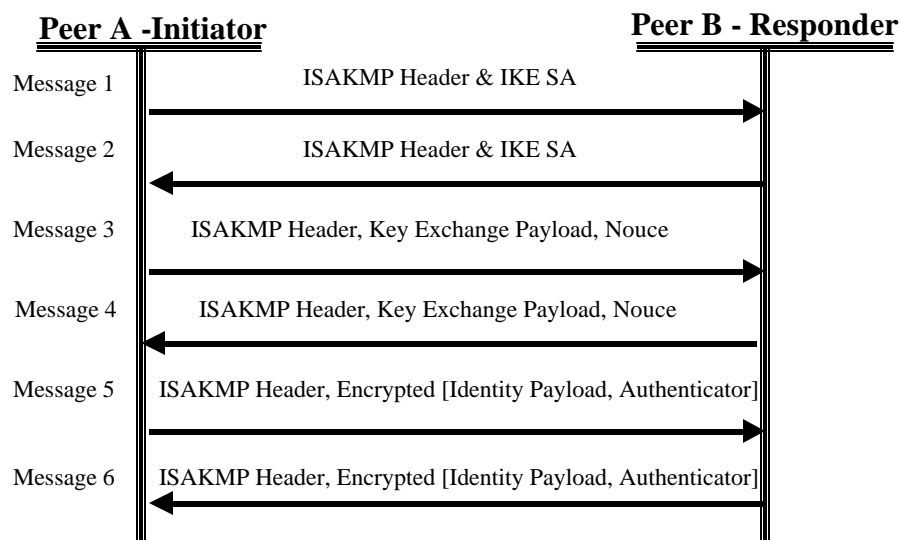 Peer A -Initiator
Peer B - Responder
Message 1
ISAKMP Header & IKE SA
Message 2
ISAKMP Header & IKE SA
Message 3
ISAKMP Header, Key Exchange Payload, Nouce
Message 4
ISAKMP Header, Key Exchange Payload, Nouce
Message 5
ISAKMP Header, Encrypted [Identity Payload, Authenticator]
Message 6
ISAKMP Header, Encrypted [Identity Payload, Authenticator]